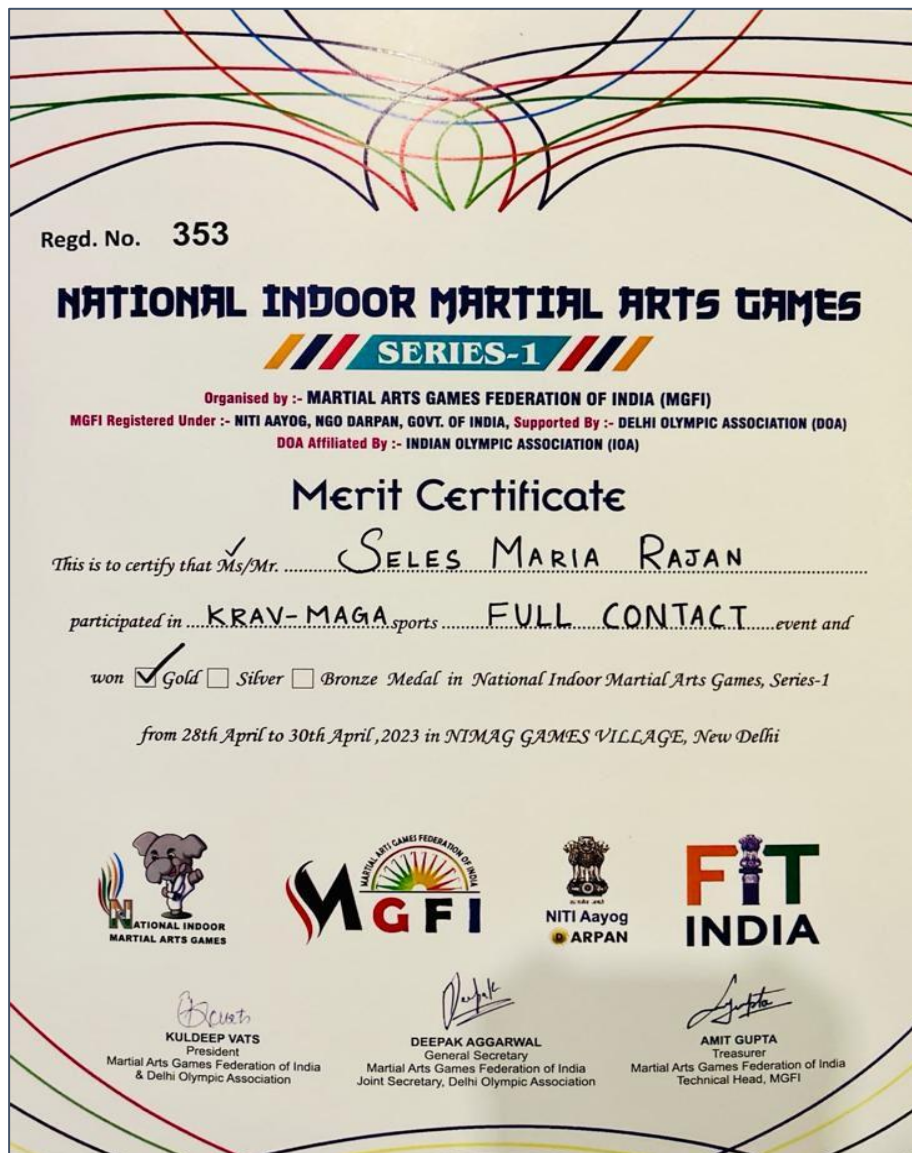 Regd. No. 353
NATIONAL INDOOR MARTIAL ARTS GAMES
SERIES-1
Organised by :- MARTIAL ARTS GAMES FEDERATION OF INDIA (MGFI)
MGFI Registered Under :- NITI AAYOG, NGO DARPAN, GOVT. OF INDIA, Supported By :- DELHI OLYMPIC ASSOCIATION (DOA)
DOA Affiliated By :- INDIAN OLYMPIC ASSOCIATION (IOA)
Merit Certificate
This is to certify that Ms/Mr. SELES MARIA RAJAN
participated in KRAV-MAGA sports FULL CONTACT event and
won Gold Silver Bronze Medal in National Indoor Martial Arts Games, Series-1
from 28th April to 30th April,2023 in NIMAG GAMES VILLAGE, New Delhi
NATIONAL INDOOR
MARTIAL ARTS GAMES
MARTIAL ARTS GAMES FEDERATION OF INDIA
MGFI
NITI Aayog
ARPAN
FIT
INDIA
KULDEEP VATS
President
Martial Arts Games Federation of India
& Delhi Olympic Association
DEEPAK AGGARWAL
General Secretary
Martial Arts Games Federation of India
Joint Secretary, Delhi Olympic Association
AMIT GUPTA
Treasurer
Martial Arts Games Federation of India
Technical Head, MGFI